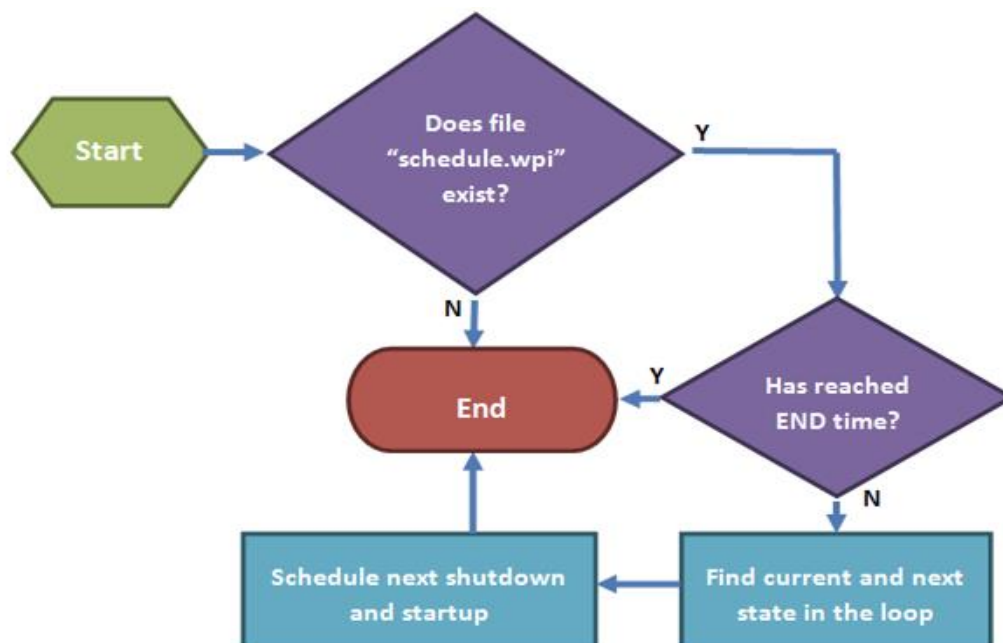 Start
Does file
“schedule.wpi”
exist?
Y
N
End
Y
Has reached
END time?
N
Schedule next shutdown
and startup
Find current and next
state in the loop